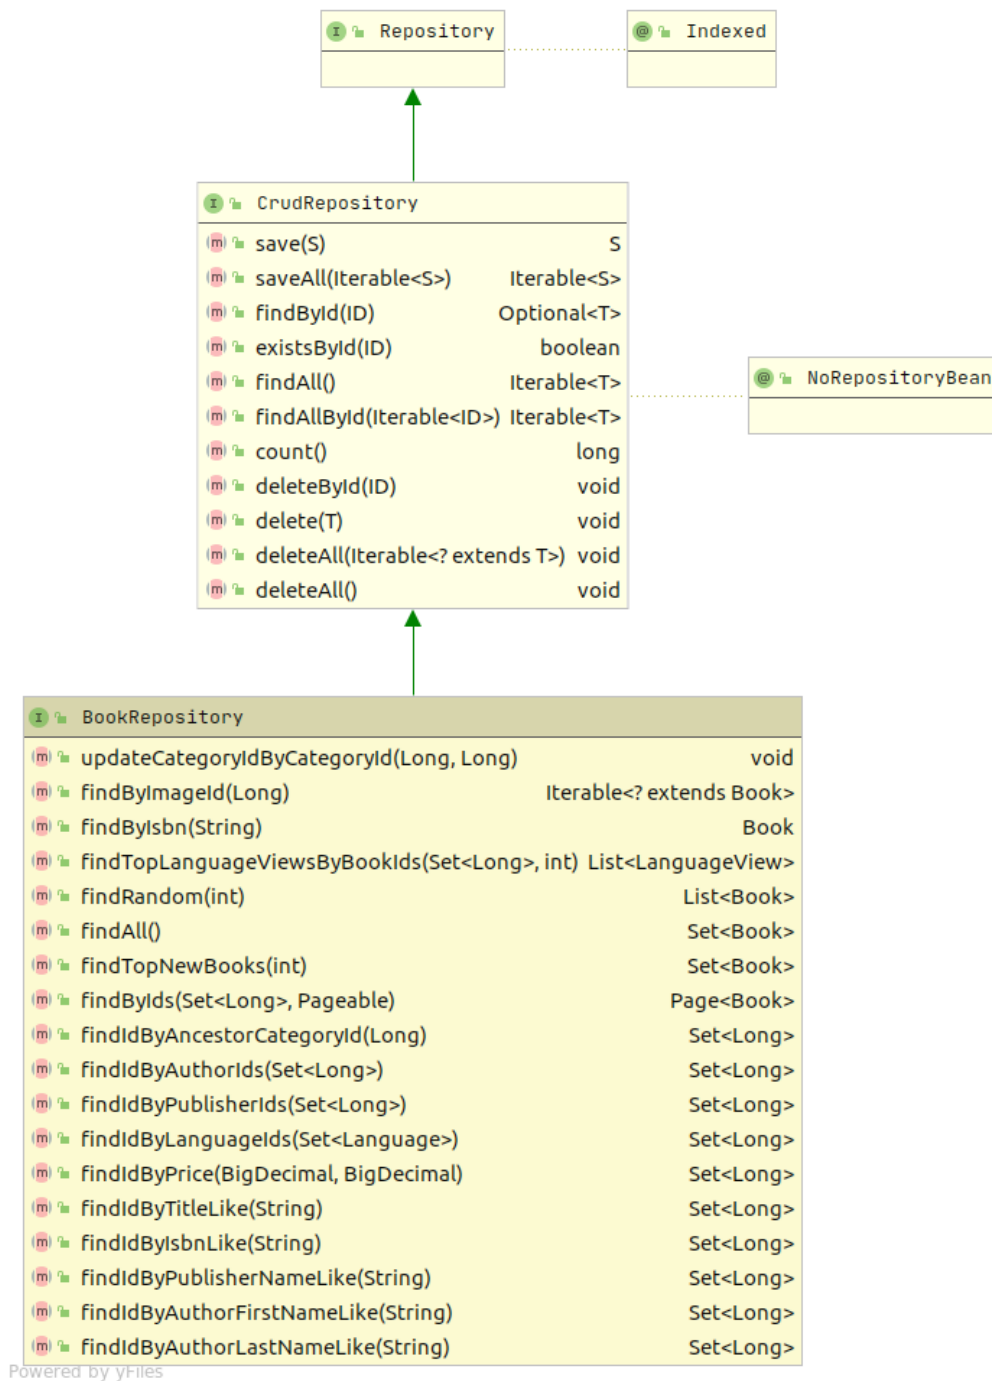 Repository
Indexed
CrudRepository
save(S) S
saveAll(Iterable<S>) Iterable<S>
findById(ID) Optional<T>
existsById(ID) boolean
findAll() Iterable<T>
findAllById(Iterable<ID>) Iterable<T>
count() long
deleteById(ID) void
delete(T) void
deleteAll(Iterable<? extends T>) void
deleteAll() void
NoRepositoryBean
BookRepository
updateCategoryIdByCategoryId(Long, Long) void
findByImageId(Long) Iterable<? extends Book>
findByIsbn(String) Book
findTopLanguageViewsByBookIds(Set<Long>, int) List<LanguageView>
findRandom(int) List<Book>
findAll() Set<Book>
findTopNewBooks(int) Set<Book>
findByIds(Set<Long>, Pageable) Page<Book>
findIdByAncestorCategoryId(Long) Set<Long>
findIdByAuthorIds(Set<Long>) Set<Long>
findIdByPublisherIds(Set<Long>) Set<Long>
findIdByLanguageIds(Set<Language>) Set<Long>
findIdByPrice(BigDecimal, BigDecimal) Set<Long>
findIdByTitleLike(String) Set<Long>
findIdByIsbnLike(String) Set<Long>
findIdByPublisherNameLike(String) Set<Long>
findIdByAuthorFirstNameLike(String) Set<Long>
findIdByAuthorLastNameLike(String) Set<Long>
Powered by yFiles